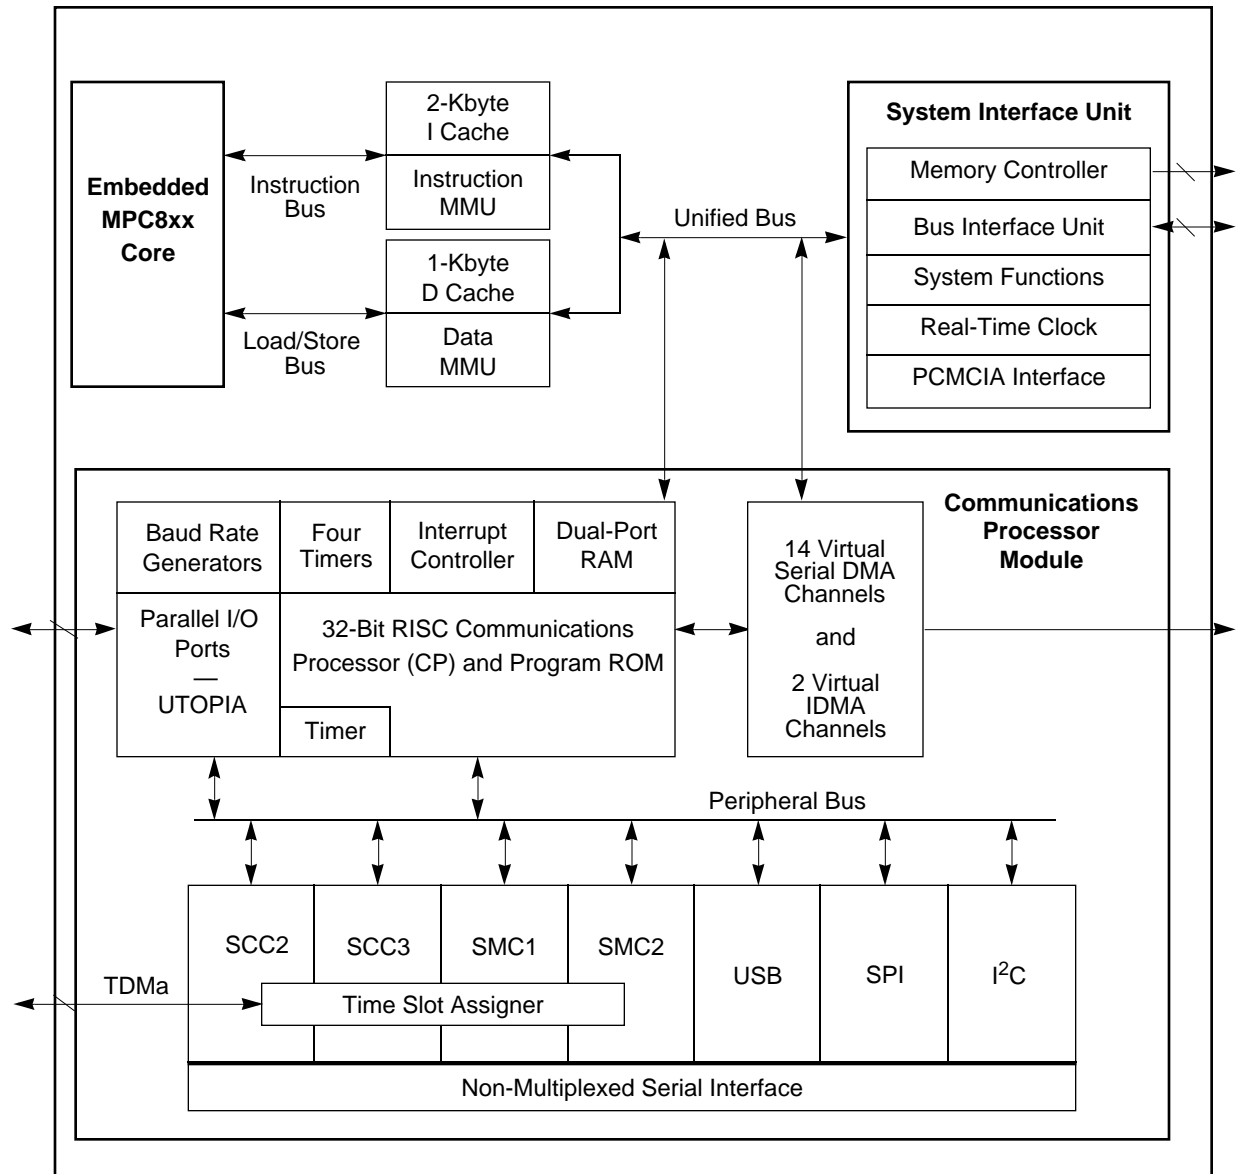 Embedded
MPC8xx
Core
Instruction
Bus
Load/Store
Bus
2-Kbyte
I Cache
Instruction
MMU
1-Kbyte
D Cache
Data
MMU
Unified Bus
System Interface Unit
Memory Controller
Bus Interface Unit
System Functions
Real-Time Clock
PCMCIA Interface
Communications
Processor
Module
Baud Rate
Generators
Four
Timers
Interrupt
Controller
Dual-Port
RAM
Parallel I/O
Ports
—
UTOPIA
32-Bit RISC Communications
Processor (CP) and Program ROM
Timer
14 Virtual
Serial DMA
Channels
and
2 Virtual
IDMA
Channels
Peripheral Bus
SCC2
SCC3
SMC1
SMC2
USB
SPI
I²C
TDMa
Time Slot Assigner
Non-Multiplexed Serial Interface